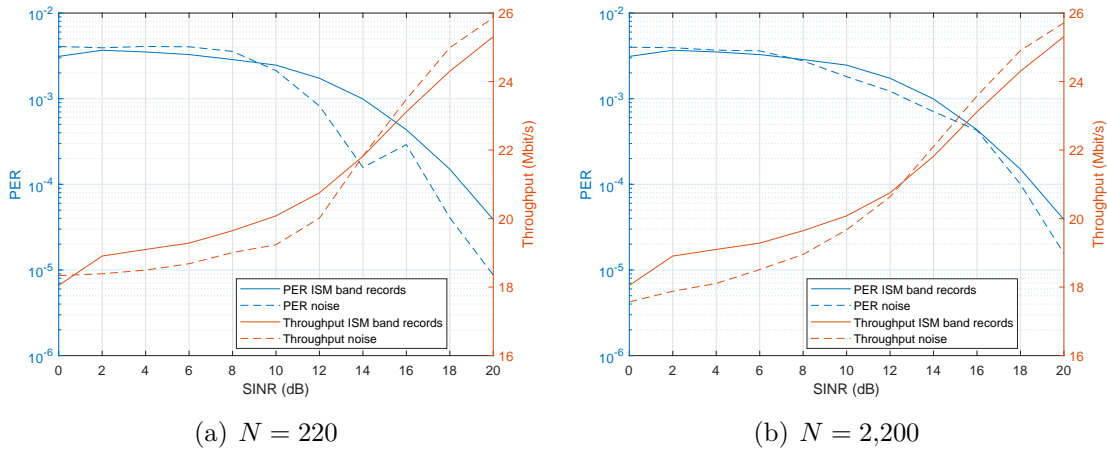 10^-2
10^-3
10^-4
10^-5
10^-6
PER
26
24
22
20
18
16
Throughput (Mbit/s)
PER ISM band records
PER noise
Throughput ISM band records
Throughput noise
0 2 4 6 8 10 12 14 16 18 20
SINR (dB)
(a) N = 220
10^-2
10^-3
10^-4
10^-5
10^-6
PER
26
24
22
20
18
16
Throughput (Mbit/s)
PER ISM band records
PER noise
Throughput ISM band records
Throughput noise
0 2 4 6 8 10 12 14 16 18 20
SINR (dB)
(b) N = 2,200